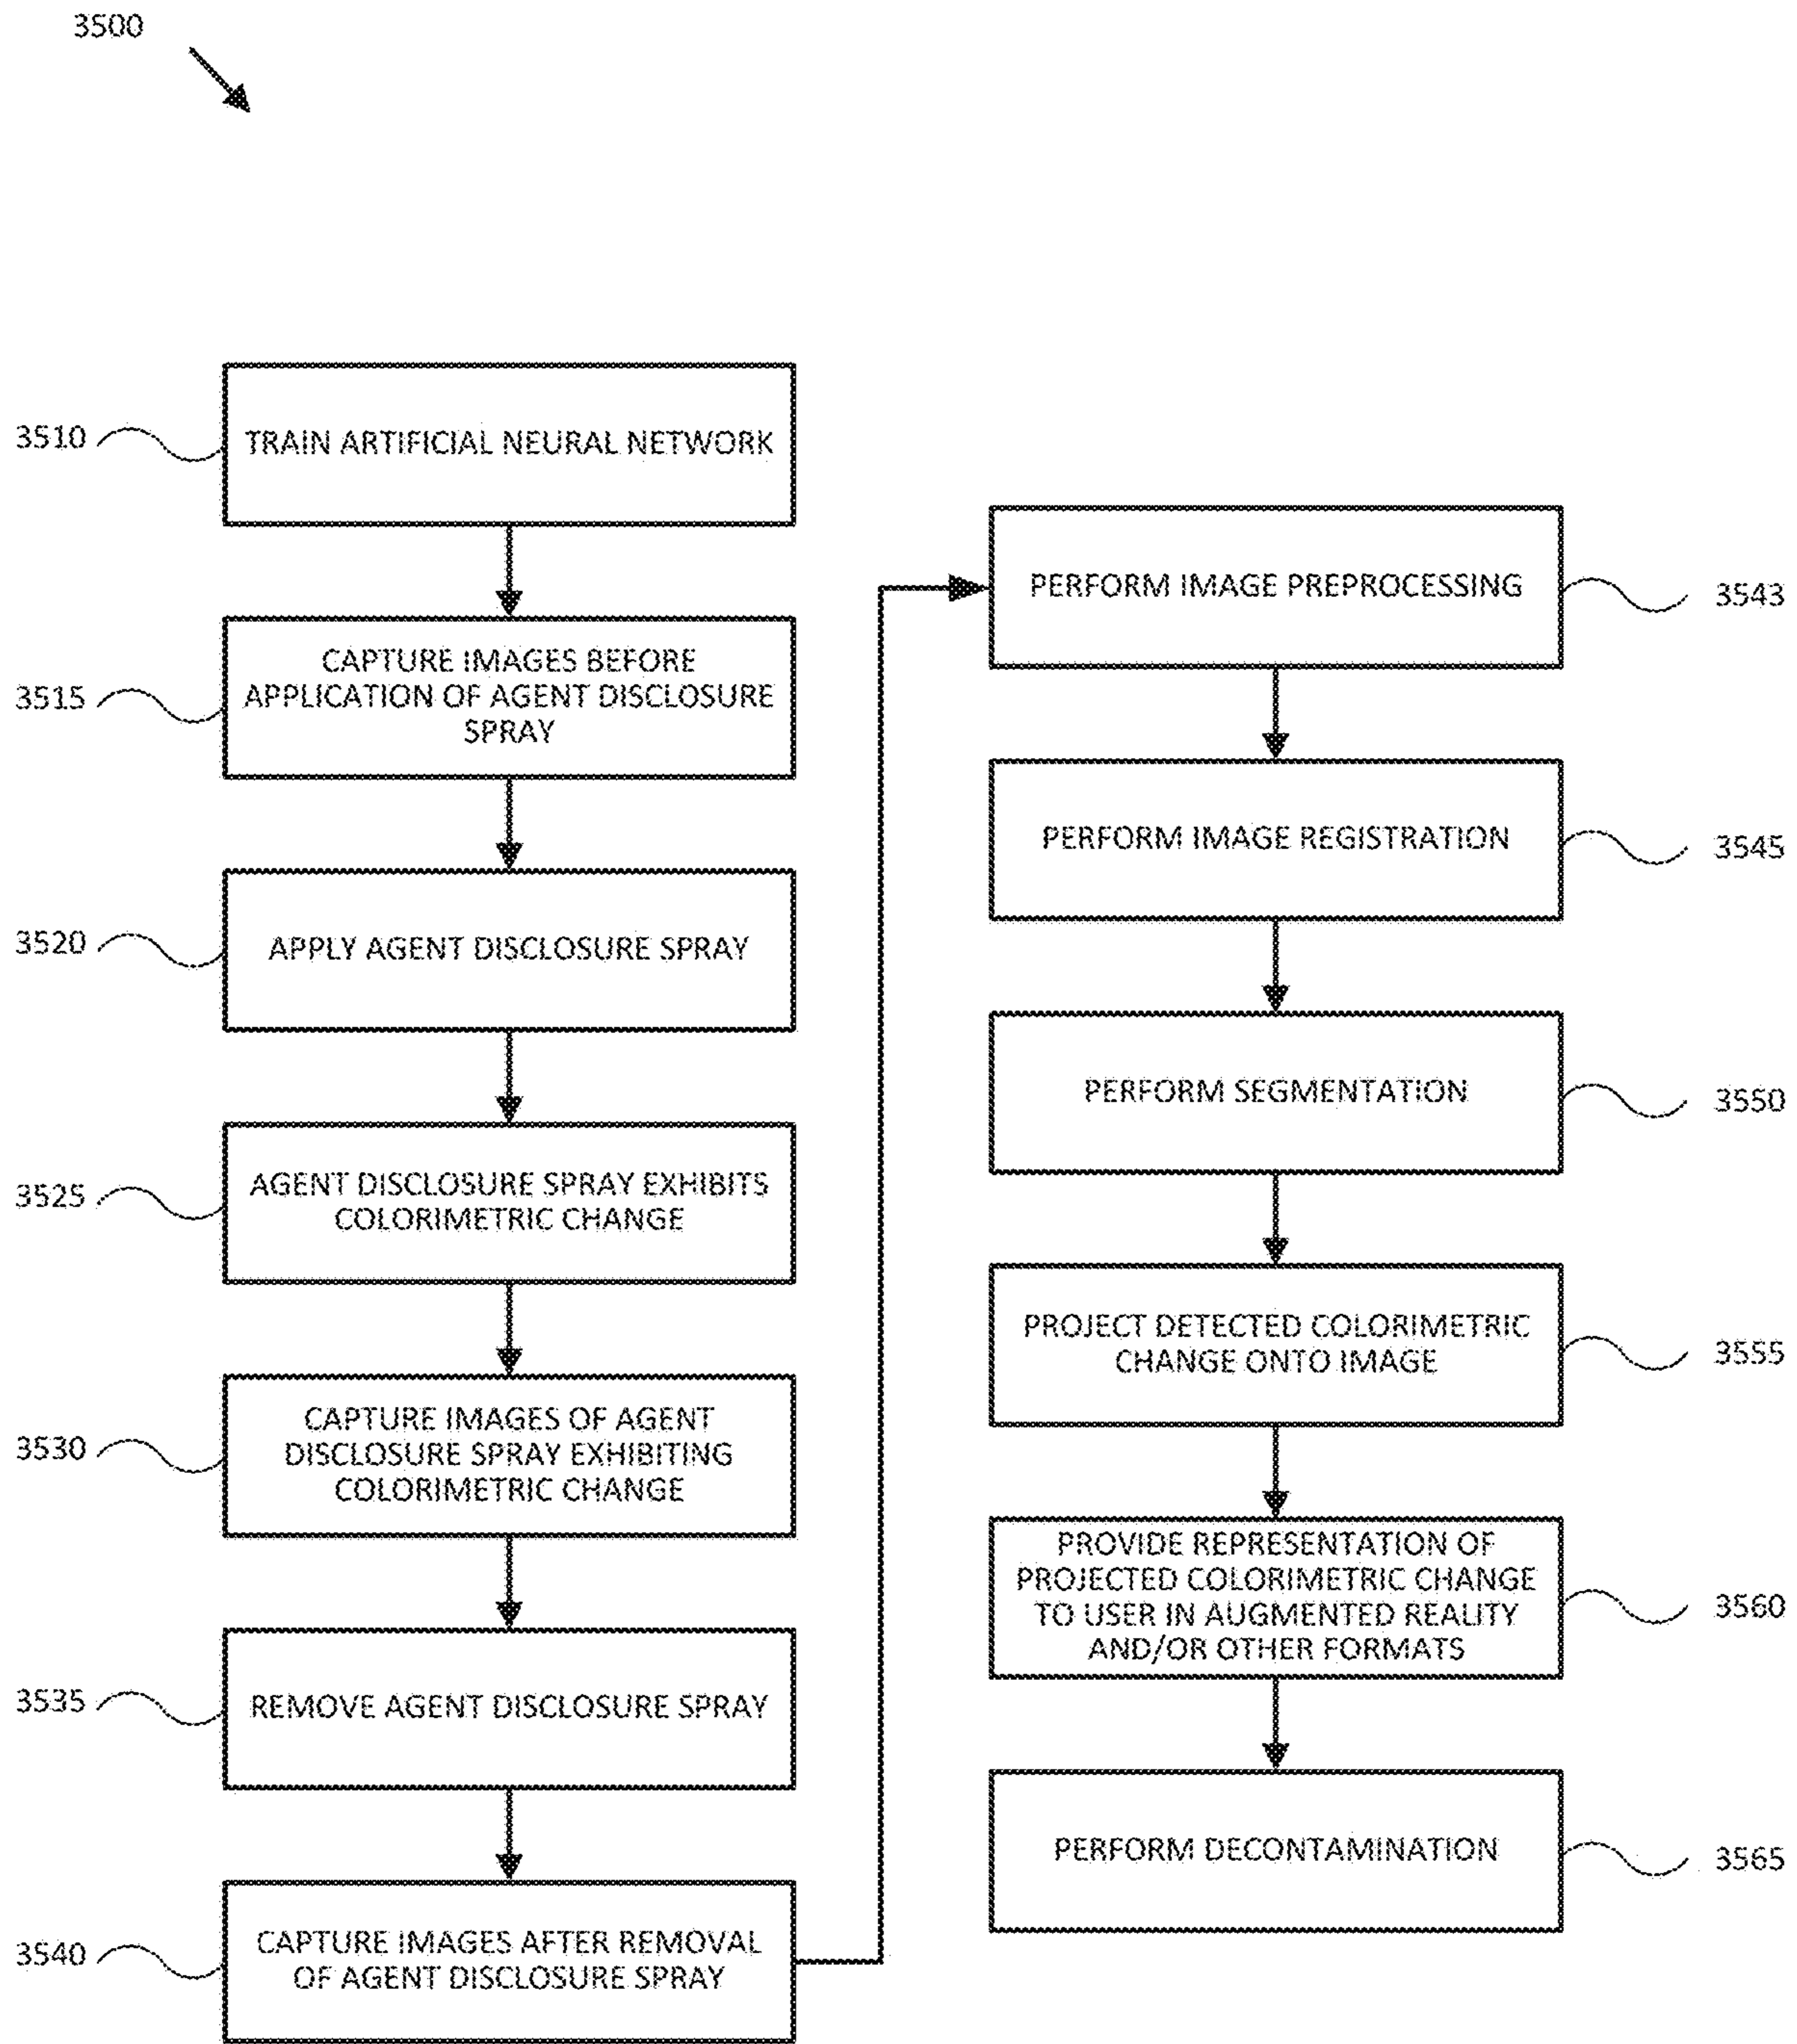 3500
3510
TRAIN ARTIFICIAL NEURAL NETWORK
3515
CAPTURE IMAGES BEFORE
APPLICATION OF AGENT DISCLOSURE
SPRAY
3520
APPLY AGENT DISCLOSURE SPRAY
3525
AGENT DISCLOSURE SPRAY EXHIBITS
COLORIMETRIC CHANGE
3530
CAPTURE IMAGES OF AGENT
DISCLOSURE SPRAY EXHIBITING
COLORIMETRIC CHANGE
3535
REMOVE AGENT DISCLOSURE SPRAY
3540
CAPTURE IMAGES AFTER REMOVAL
OF AGENT DISCLOSURE SPRAY
PERFORM IMAGE PREPROCESSING
3543
PERFORM IMAGE REGISTRATION
3545
PERFORM SEGMENTATION
3550
PROJECT DETECTED COLORIMETRIC
CHANGE ONTO IMAGE
3555
PROVIDE REPRESENTATION OF
PROJECTED COLORIMETRIC CHANGE
TO USER IN AUGMENTED REALITY
AND/OR OTHER FORMATS
3560
PERFORM DECONTAMINATION
3565